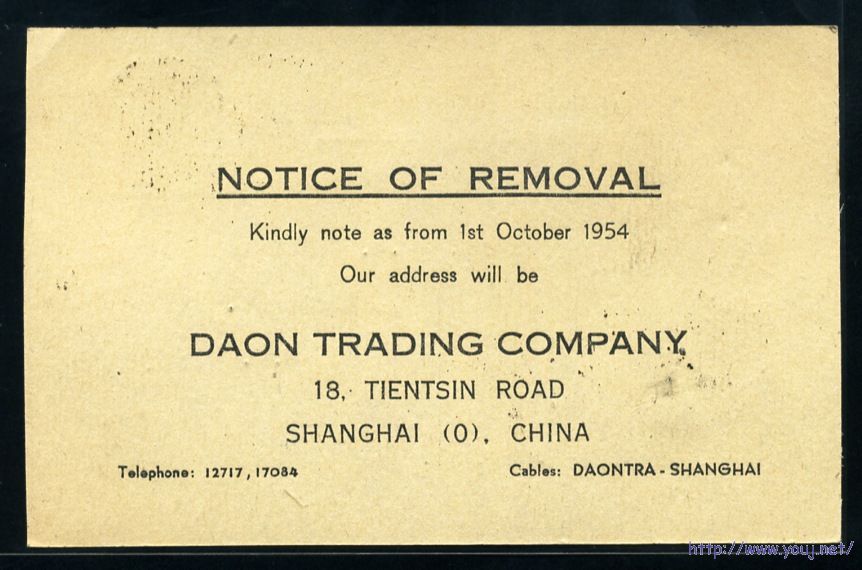 NOTICE OF REMOVAL
Kindly note as from 1st October 1954
Our address will be
DAON TRADING COMPANY
18, TIENTSIN ROAD
SHANGHAI (0), CHINA
Telephone: 12717, 17084 Cables: DAONTRA - SHANGHAI
http://www.youj.net/